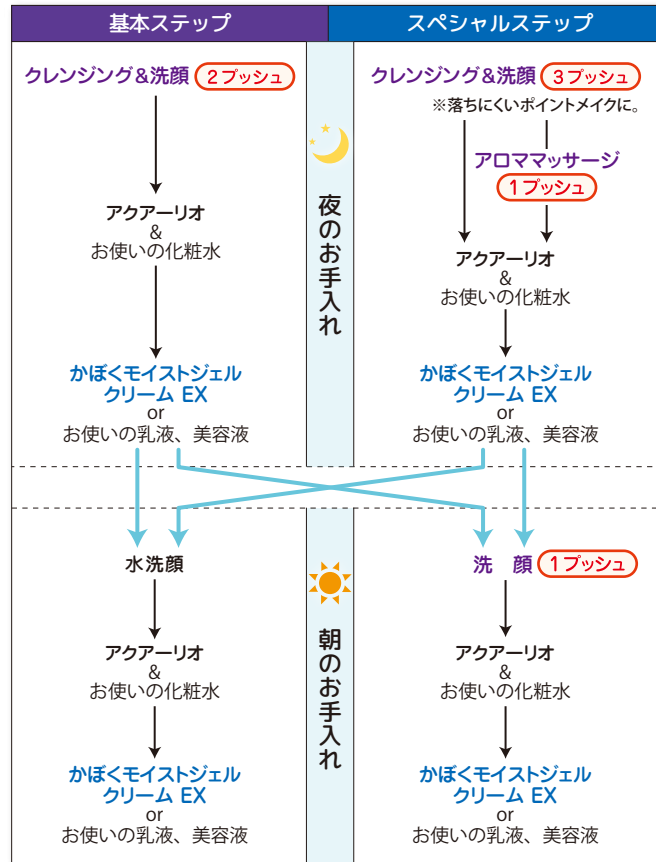 基本ステップ
スペシャルステップ
クレンジング&洗顔 2プッシュ
アクアーリオ
&
お使いの化粧水
かぼくモイストジェル
クリーム EX
or
お使いの乳液、美容液
夜のお手入れ
クレンジング&洗顔 3プッシュ
※落ちにくいポイントメイクに。
アロママッサージ
1プッシュ
アクアーリオ
&
お使いの化粧水
かぼくモイストジェル
クリーム EX
or
お使いの乳液、美容液
水洗顔
アクアーリオ
&
お使いの化粧水
かぼくモイストジェル
クリーム EX
or
お使いの乳液、美容液
朝のお手入れ
洗 顔 1プッシュ
アクアーリオ
&
お使いの化粧水
かぼくモイストジェル
クリーム EX
or
お使いの乳液、美容液